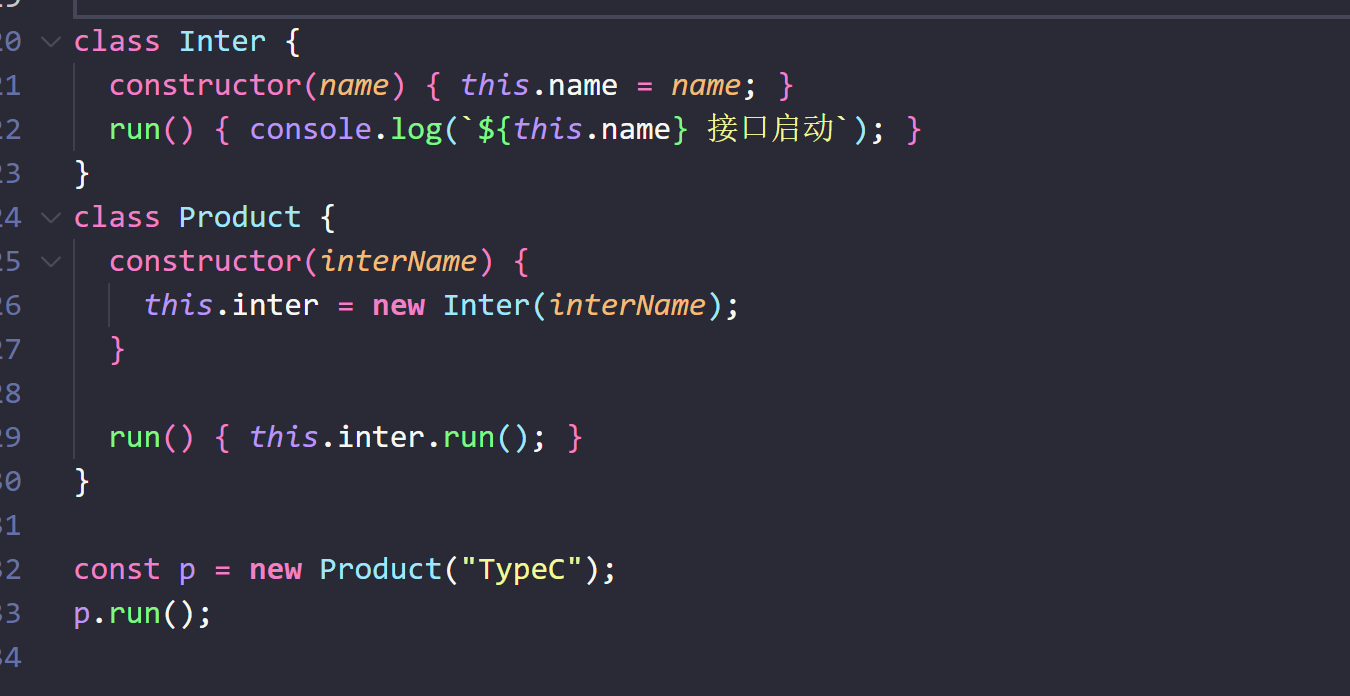 20 class Inter {
21 constructor(name) { this.name = name; }
22 run() { console.log(`${this.name} 接口启动`); }
23 }
24 class Product {
25 constructor(interName) {
26 this.inter = new Inter(interName);
27 }
28
29 run() { this.inter.run(); }
30 }
31
32 const p = new Product("TypeC");
33 p.run();
34